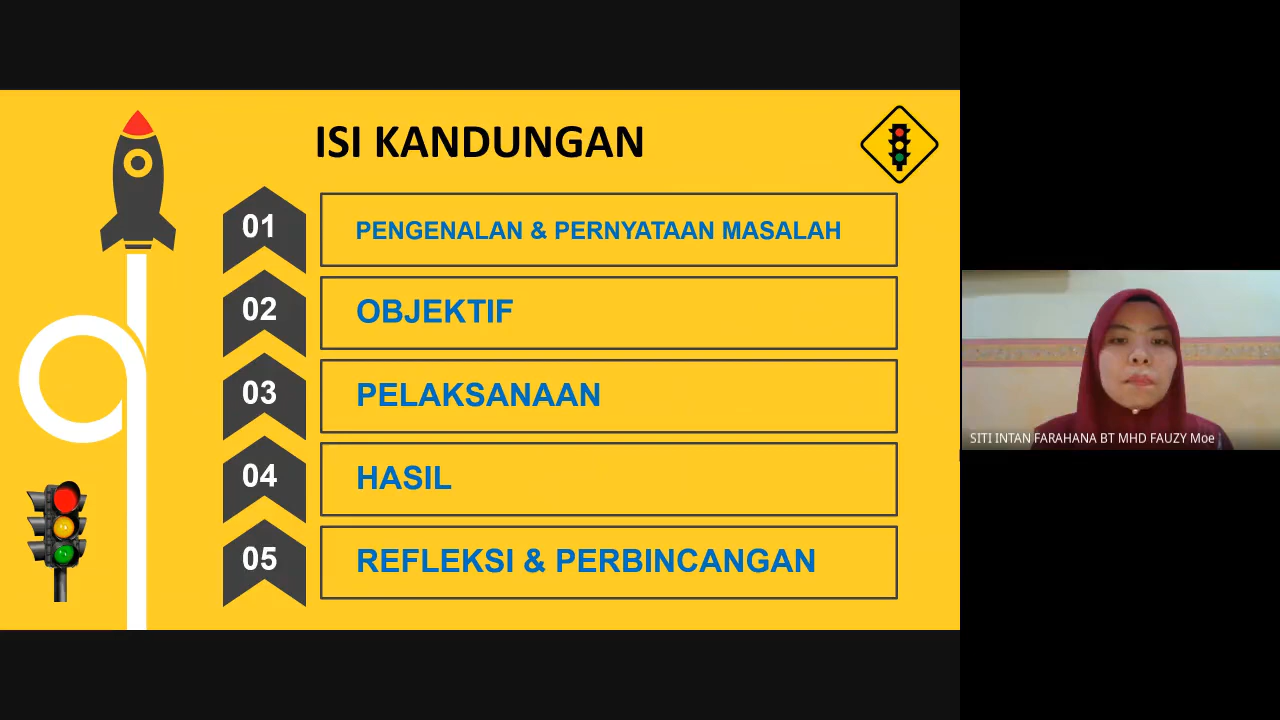 ISI KANDUNGAN
01
PENGENALAN & PERNYATAAN MASALAH
02
OBJEKTIF
03
PELAKSANAAN
04
HASIL
05
REFLEKSI & PERBINCANGAN
SITI INTAN FARAHANA BT MHD FAUZY Moe